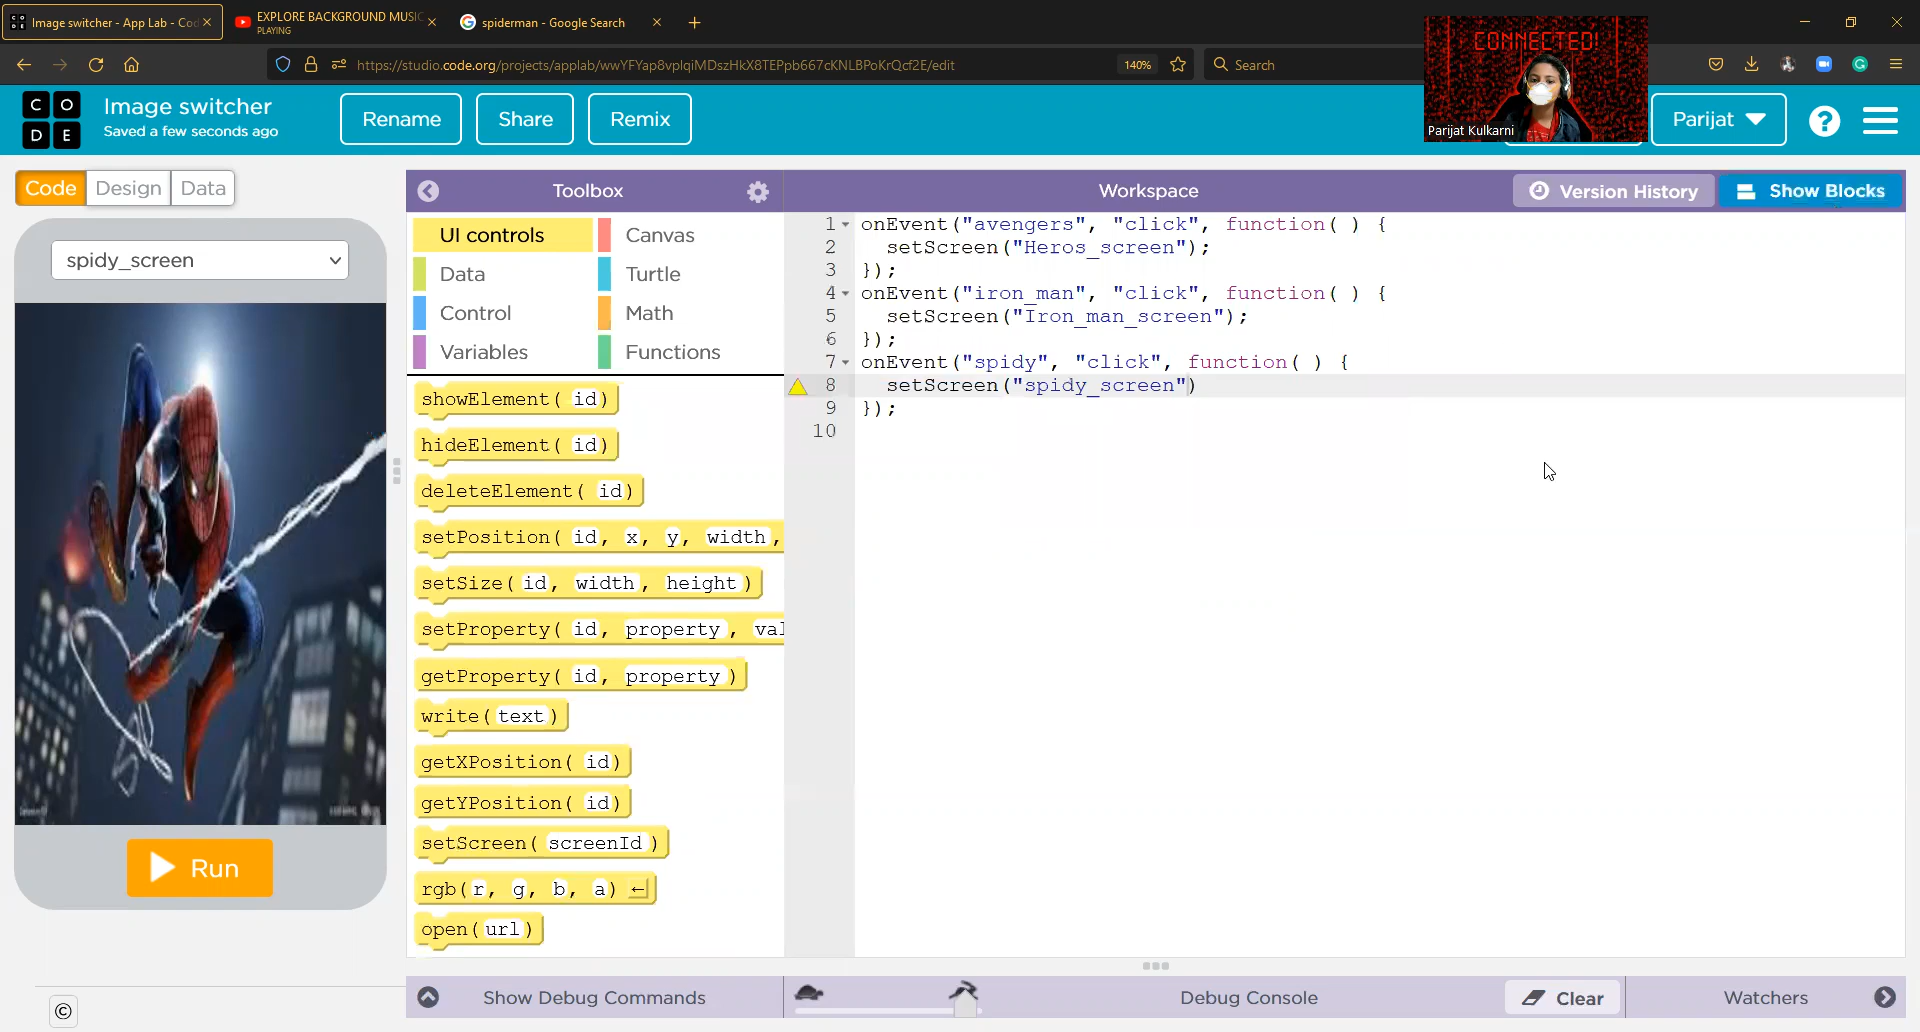 Image switcher - App Lab - Cod
EXPLORE BACKGROUND MUSIC
PLAYING
spiderman - Google Search
https://studio.code.org/projects/applab/wwYFYap8vplqiMDszHkX8TEPpb667cKNLBPoKrQcf2E/edit
140%
Search
CONNECTED!
Parijat Kulkarni
C O
D E
Image switcher
Saved a few seconds ago
Rename
Share
Remix
Parijat
?
Code
Design
Data
spidy_screen
Run
©
Toolbox
UI controls
Canvas
Data
Turtle
Control
Math
Variables
Functions
showElement( id)
hideElement( id)
deleteElement( id)
setPosition( id, x, y, width,
setSize( id, width, height )
setProperty( id, property, val
getProperty( id, property )
write( text )
getXPosition( id)
getYPosition( id)
setScreen( screenId )
rgb( r, g, b, a) ←
open( url )
Workspace
Version History
Show Blocks
1 onEvent("avengers", "click", function( ) {
2 setScreen("Heros_screen");
3 });
4 onEvent("iron_man", "click", function( ) {
5 setScreen("Iron_man_screen");
6 });
7 onEvent("spidy", "click", function( ) {
8 setScreen("spidy_screen")
9 });
10
Show Debug Commands
Debug Console
Clear
Watchers